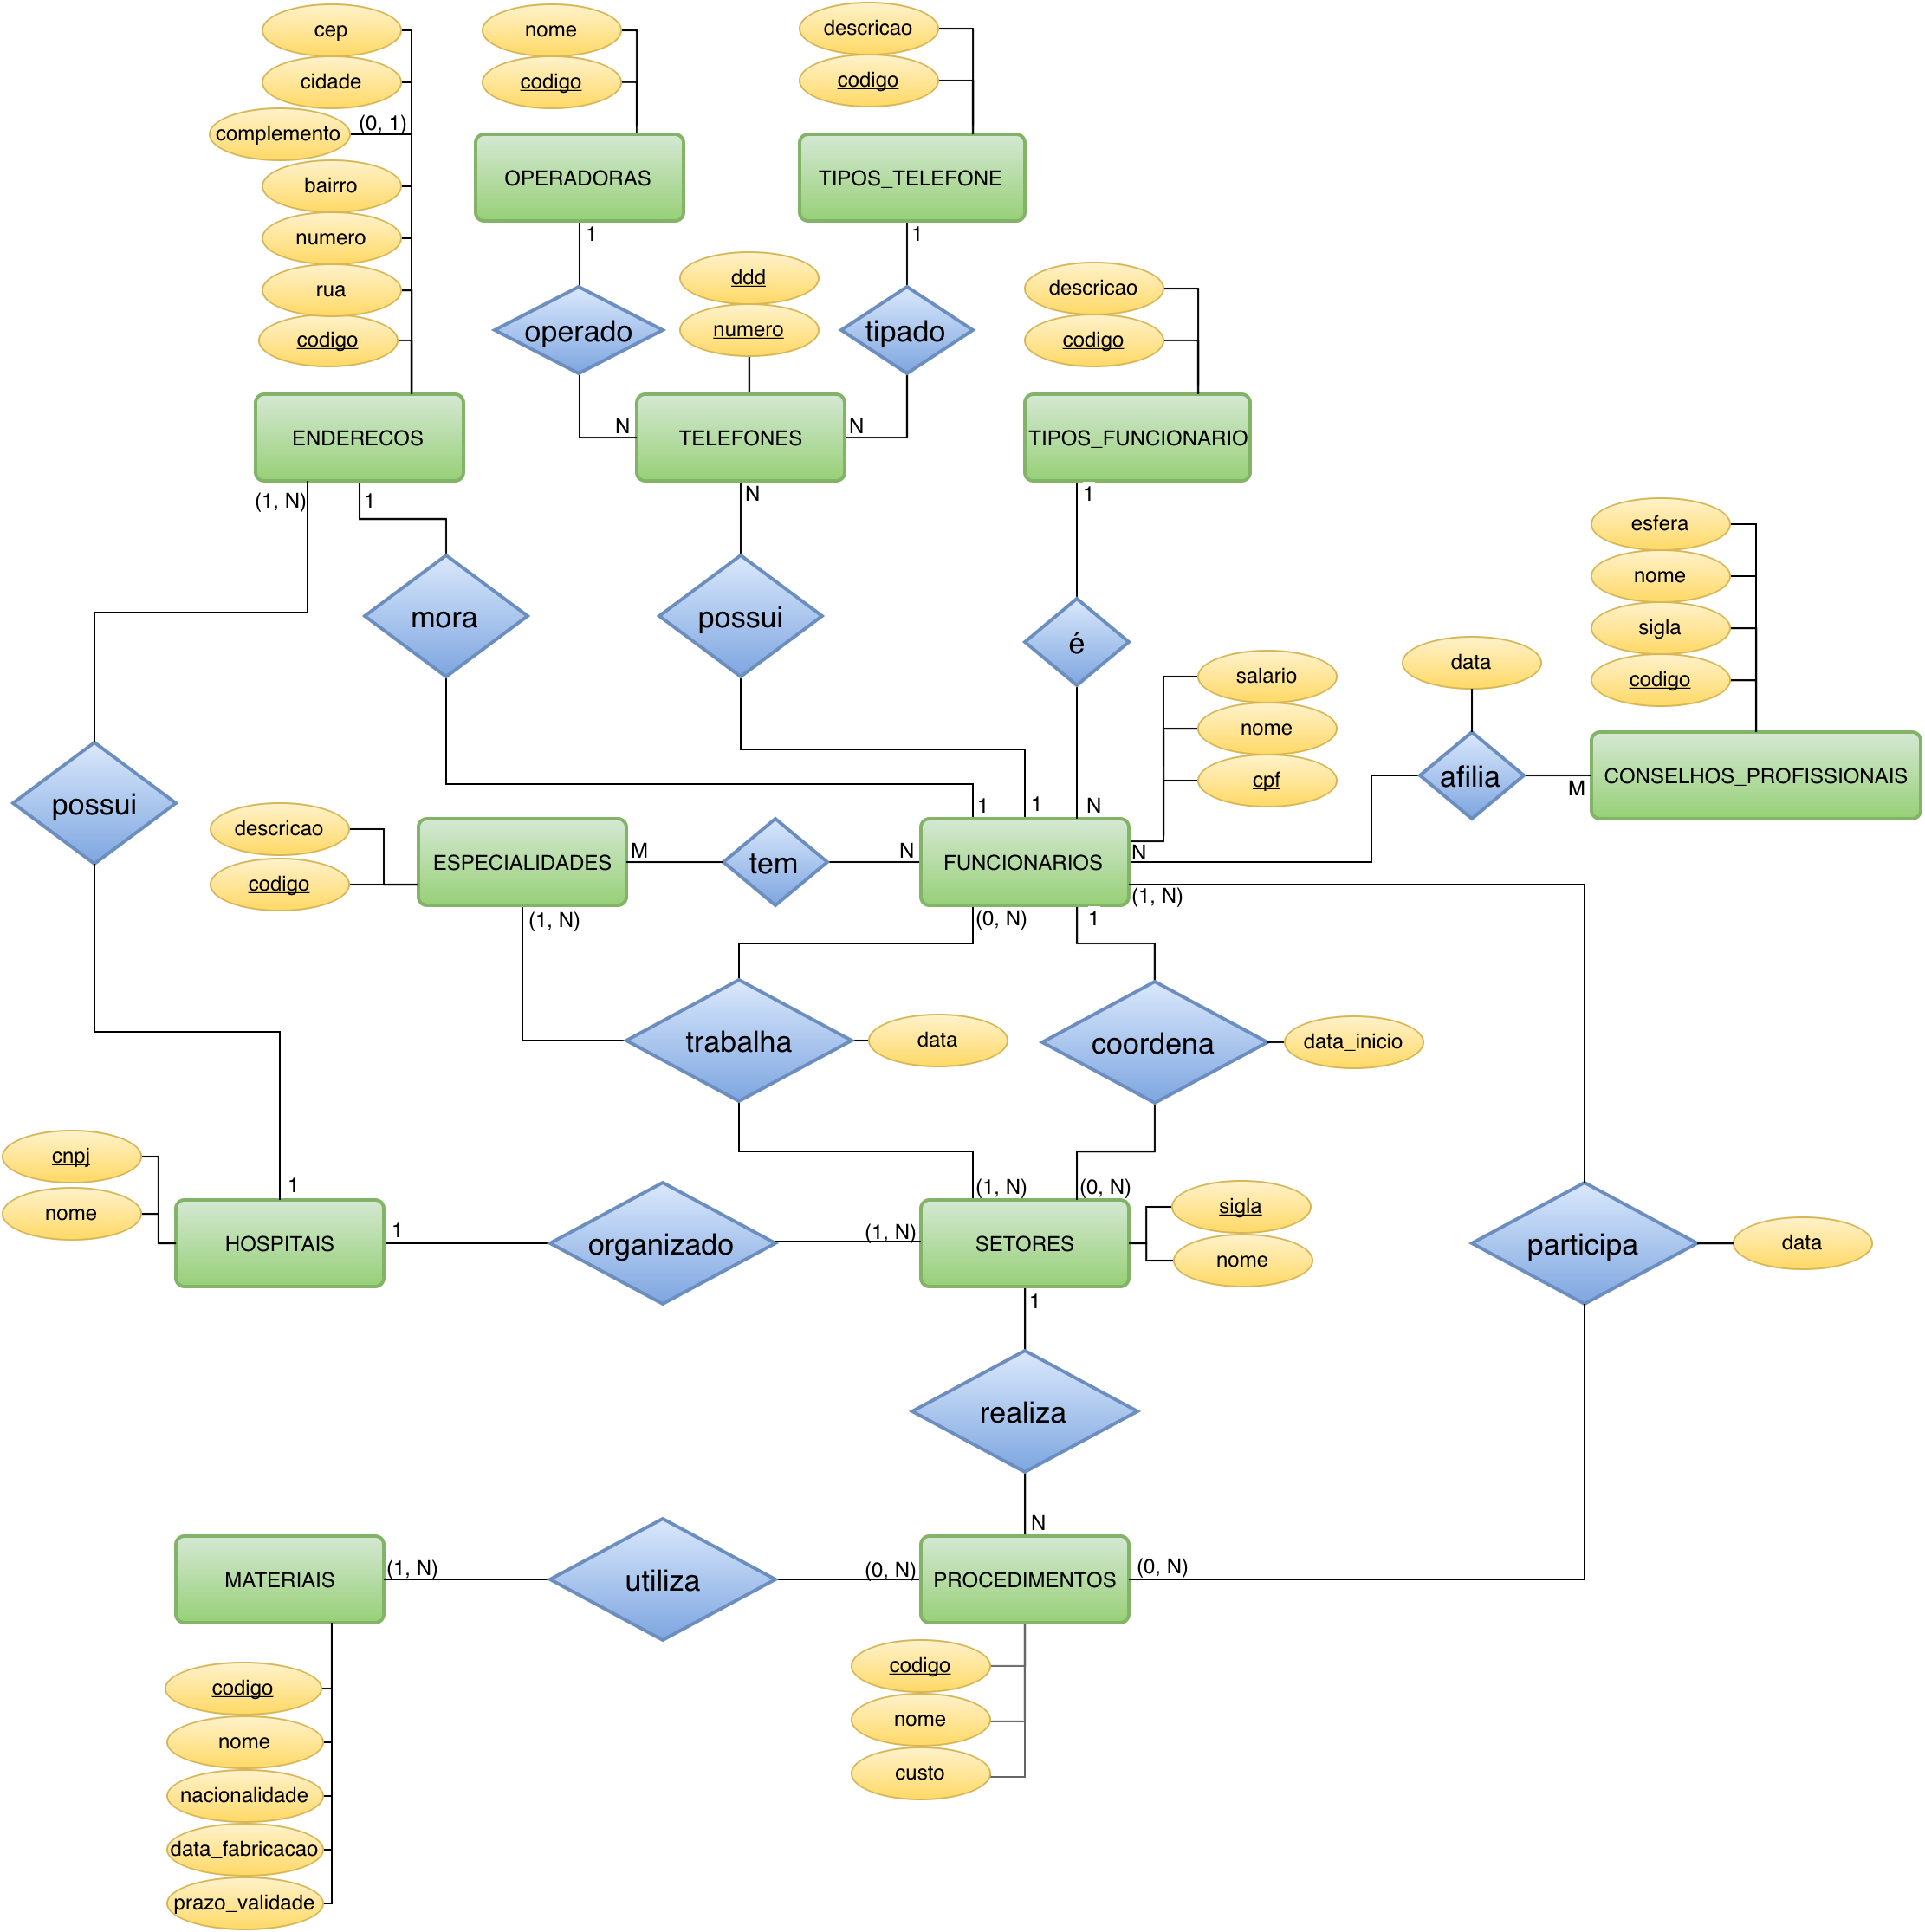 cep
nome
descricao
cidade
codigo
codigo
complemento
(0, 1)
bairro
OPERADORAS
TIPOS_TELEFONE
numero
1
1
rua
ddd
descricao
operado
numero
tipado
codigo
codigo
N
N
ENDERECOS
TELEFONES
TIPOS_FUNCIONARIO
(1, N)
1
N
1
esfera
nome
mora
possui
sigla
é
data
salario
codigo
nome
cpf
afilia
CONSELHOS_PROFISSIONAIS
M
possui
1
1
N
descricao
ESPECIALIDADES
M
tem
N
FUNCIONARIOS
N
codigo
(1, N)
(1, N)
(0, N)
1
trabalha
data
coordena
data_inicio
cnpj
1
(1, N)
(0, N)
sigla
nome
HOSPITAIS
1
organizado
(1, N)
SETORES
nome
participa
data
1
realiza
N
MATERIAIS
(1, N)
utiliza
(0, N)
PROCEDIMENTOS
(0, N)
codigo
codigo
nome
nome
nacionalidade
custo
data_fabricacao
prazo_validade